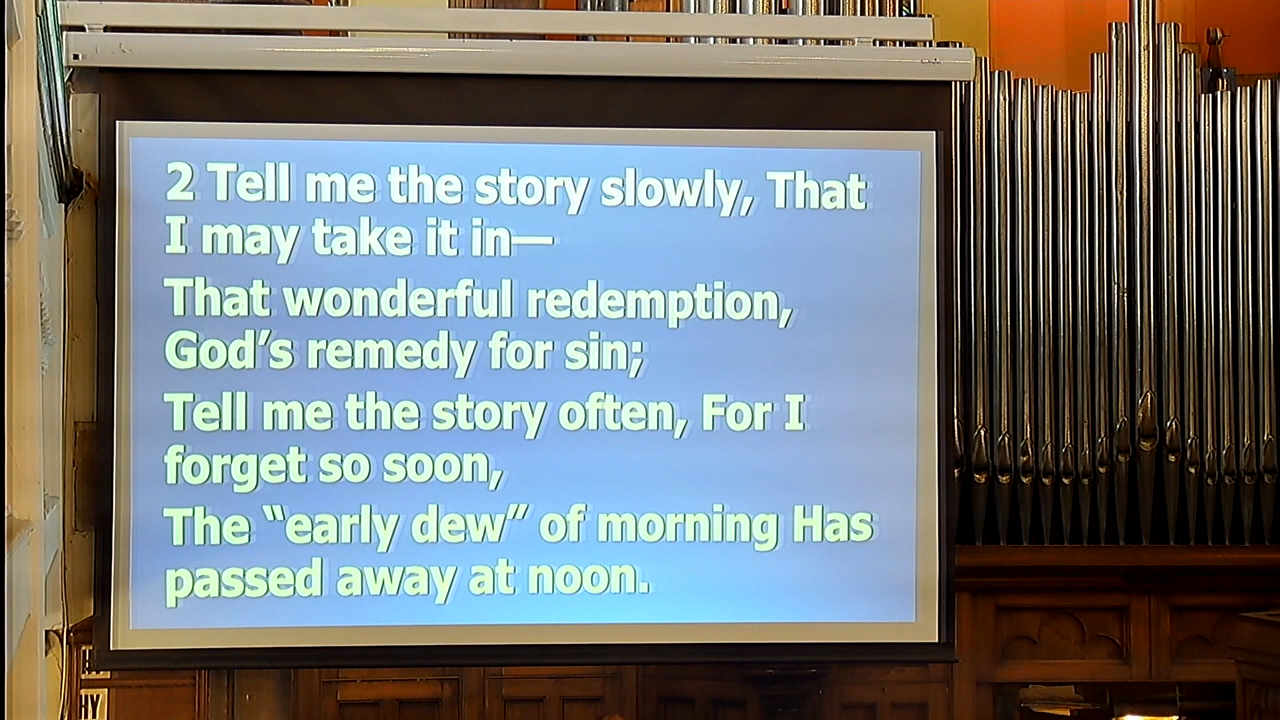 2 Tell me the story slowly, That
I may take it in—
That wonderful redemption,
God’s remedy for sin;
Tell me the story often, For I
forget so soon,
The “early dew” of morning Has
passed away at noon.